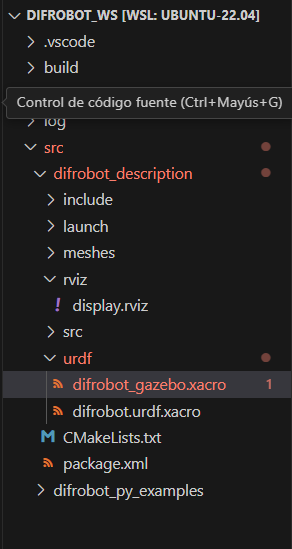 DIFROBOT_WS [WSL: UBUNTU-22.04]
.vscode
build
Control de código fuente (Ctrl+Mayús+G)
log
src
difrobot_description
include
launch
meshes
rviz
display.rviz
src
urdf
difrobot_gazebo.xacro 1
difrobot.urdf.xacro
CMakeLists.txt
package.xml
difrobot_py_examples